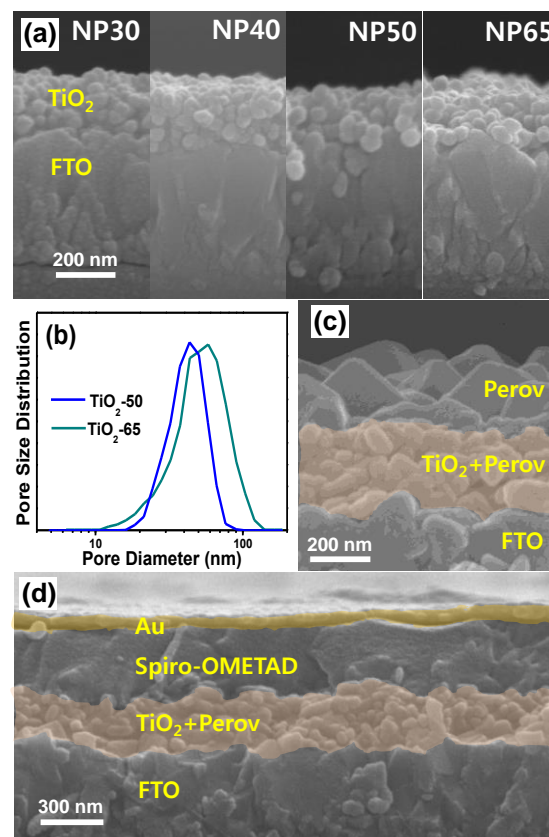 (a) NP30 NP40 NP50 NP65
TiO₂
FTO
200 nm
(b)
TiO₂-50
TiO₂-65
Pore Size Distribution
10 100
Pore Diameter (nm)
(c)
Perov
TiO₂+Perov
FTO
200 nm
(d)
Au
Spiro-OMETAD
TiO₂+Perov
FTO
300 nm